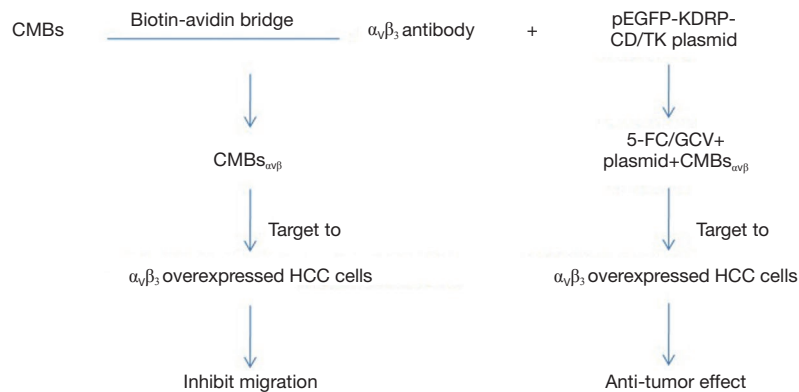 CMBs Biotin-avidin bridge αVβ3 antibody + pEGFP-KDRP-
CD/TK plasmid
CMBsαvβ
5-FC/GCV+
plasmid+CMBsαvβ
Target to
Target to
αVβ3 overexpressed HCC cells
αVβ3 overexpressed HCC cells
Inhibit migration
Anti-tumor effect